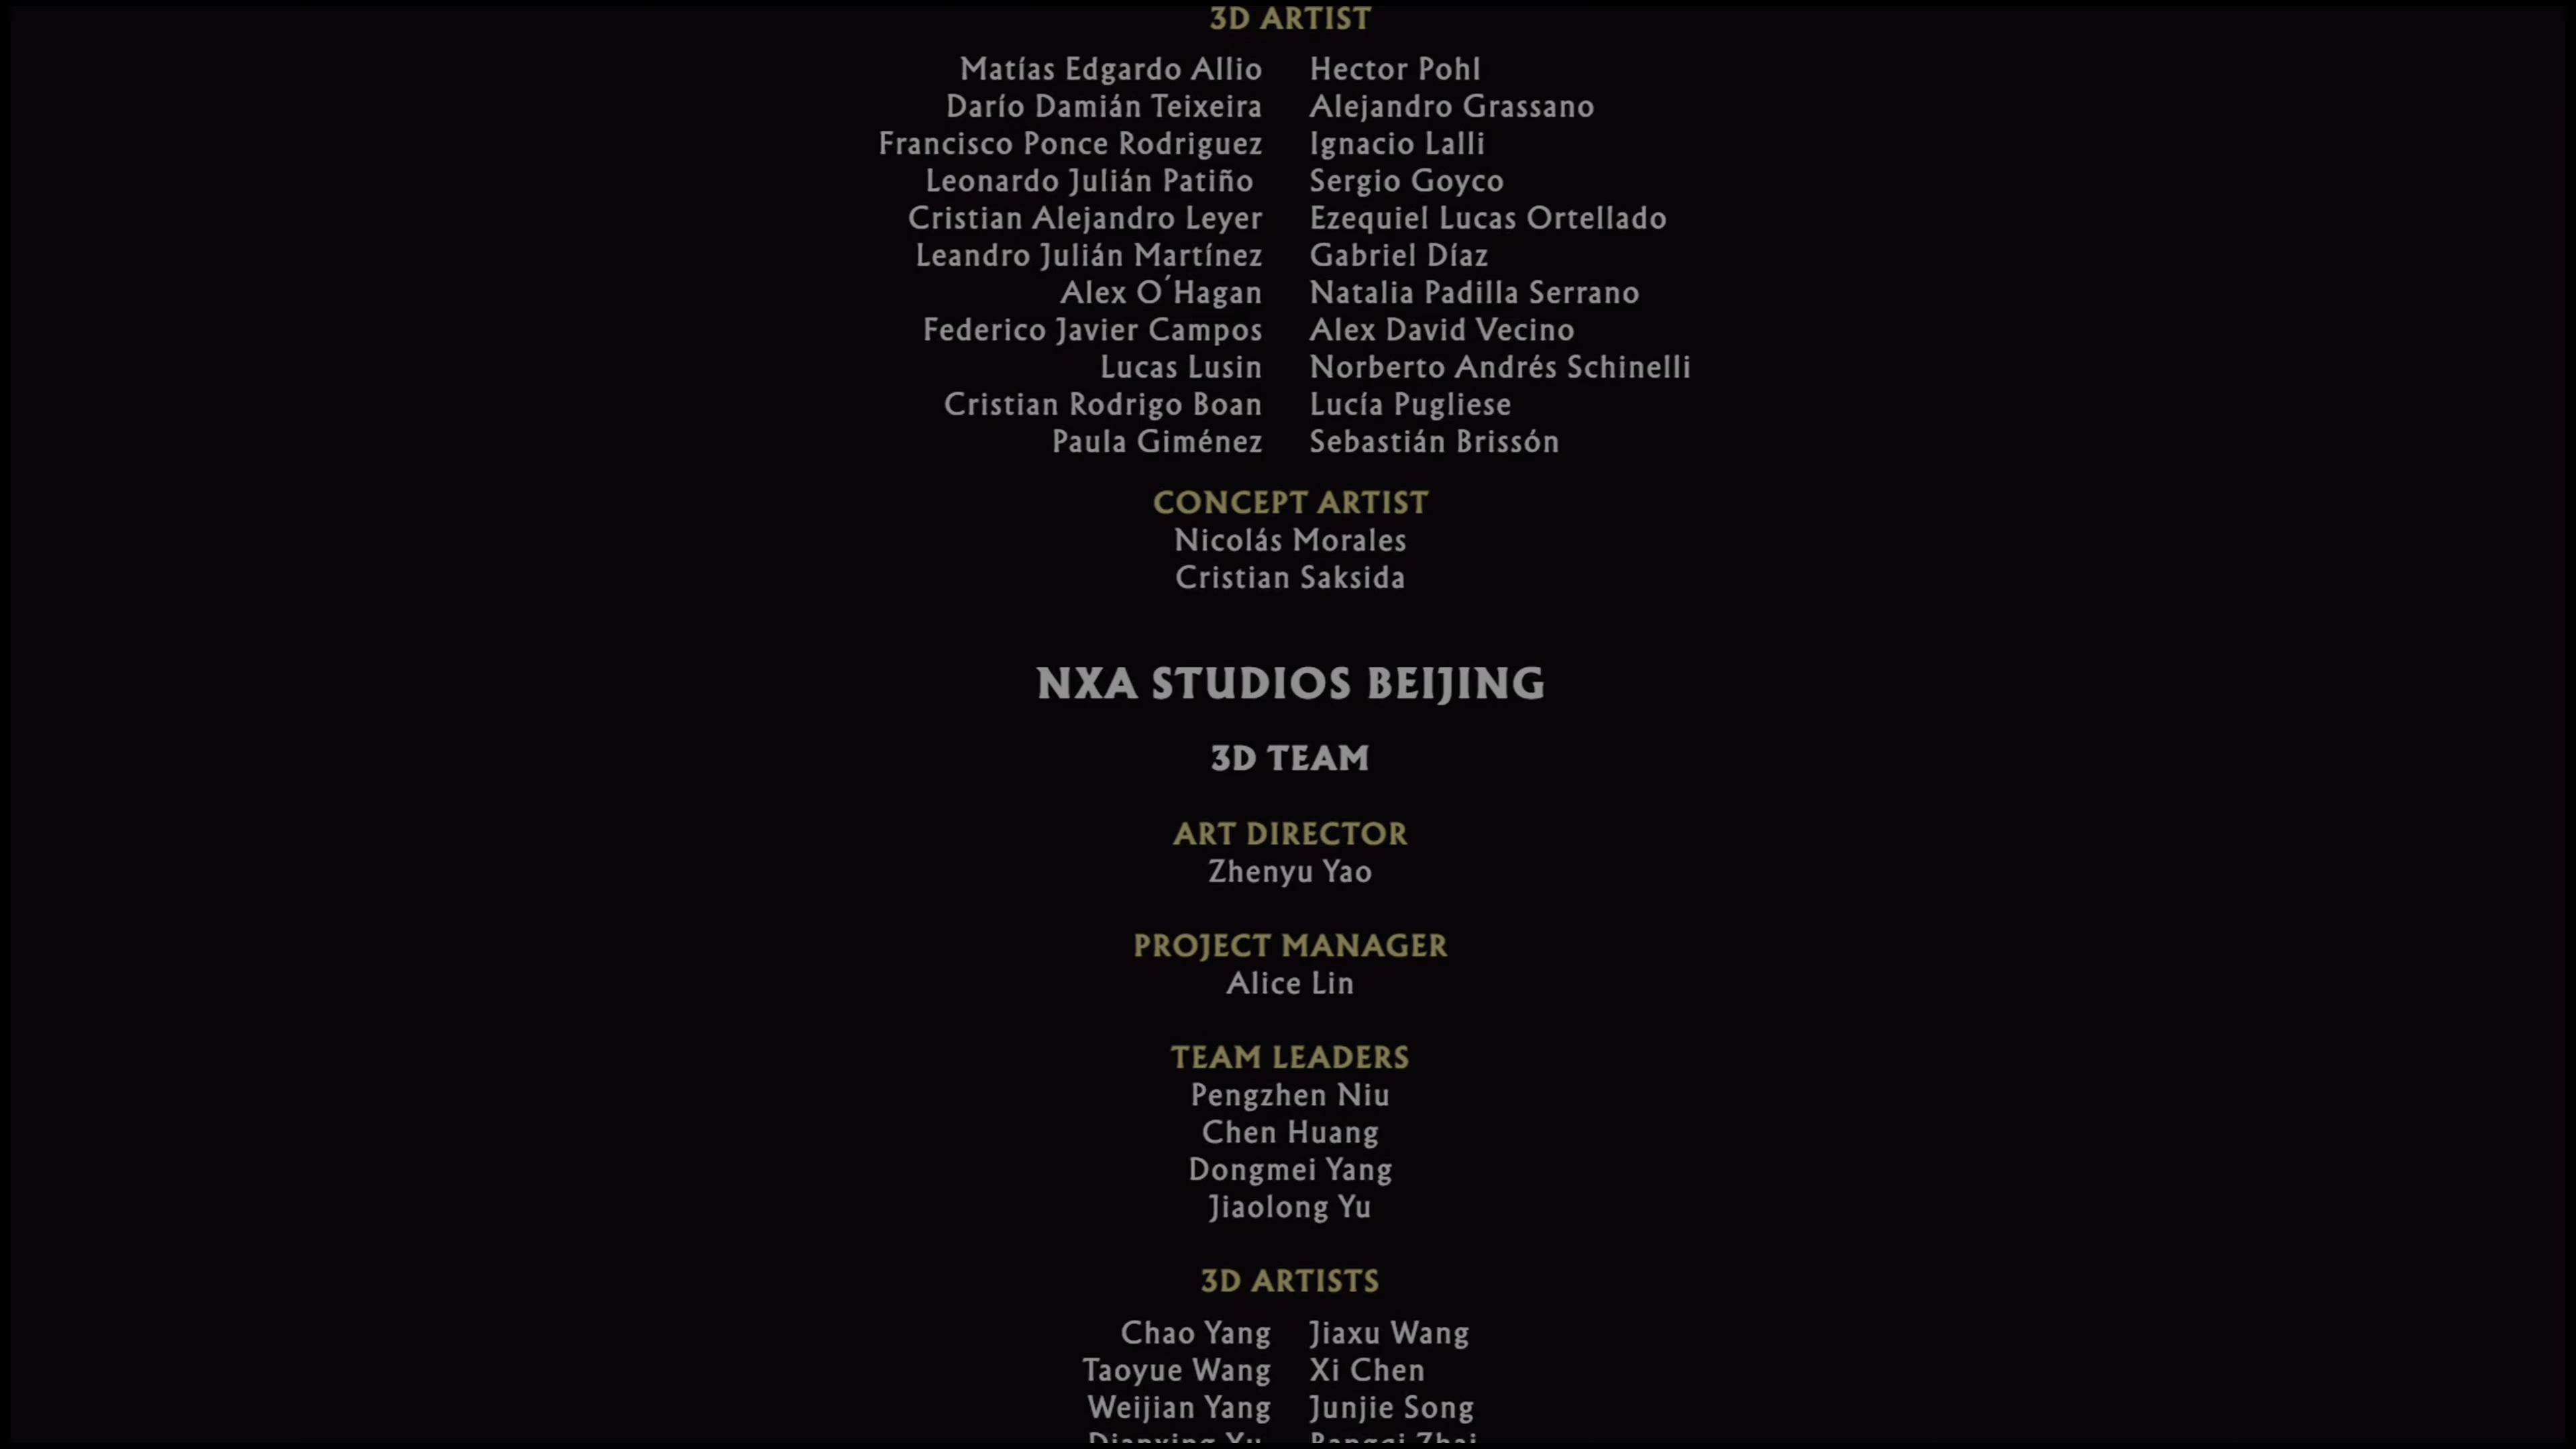 3D ARTIST
Matías Edgardo Allio Hector Pohl
Darío Damián Teixeira Alejandro Grassano
Francisco Ponce Rodriguez Ignacio Lalli
Leonardo Julián Patiño Sergio Goyco
Cristian Alejandro Leyer Ezequiel Lucas Ortellado
Leandro Julián Martínez Gabriel Díaz
Alex O´Hagan Natalia Padilla Serrano
Federico Javier Campos Alex David Vecino
Lucas Lusin Norberto Andrés Schinelli
Cristian Rodrigo Boan Lucía Pugliese
Paula Giménez Sebastián Brissón
CONCEPT ARTIST
Nicolás Morales
Cristian Saksida
NXA STUDIOS BEIJING
3D TEAM
ART DIRECTOR
Zhenyu Yao
PROJECT MANAGER
Alice Lin
TEAM LEADERS
Pengzhen Niu
Chen Huang
Dongmei Yang
Jiaolong Yu
3D ARTISTS
Chao Yang Jiaxu Wang
Taoyue Wang Xi Chen
Weijian Yang Junjie Song